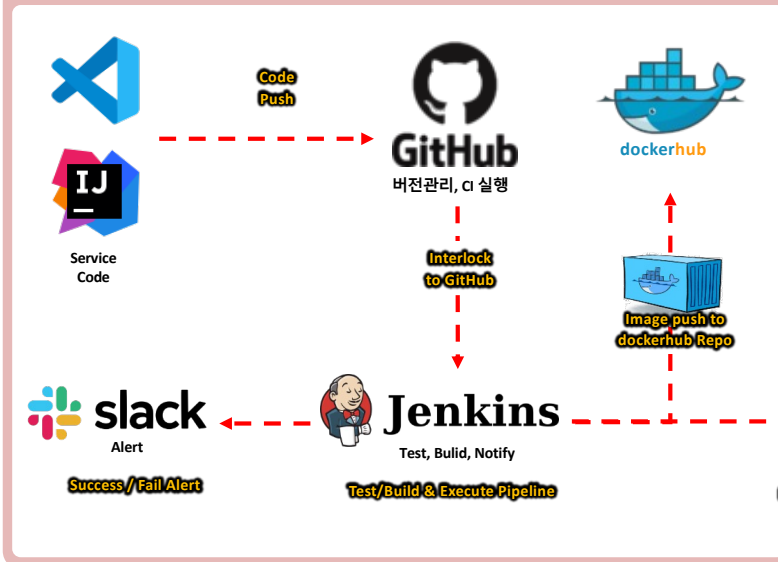 Code
Push
GitHub
버전관리, CI 실행
dockerhub
IJ
Service
Code
Interlock
to GitHub
Image push to
dockerhub Repo
slack
Alert
Success / Fail Alert
Jenkins
Test, Bulid, Notify
Test/Build & Execute Pipeline